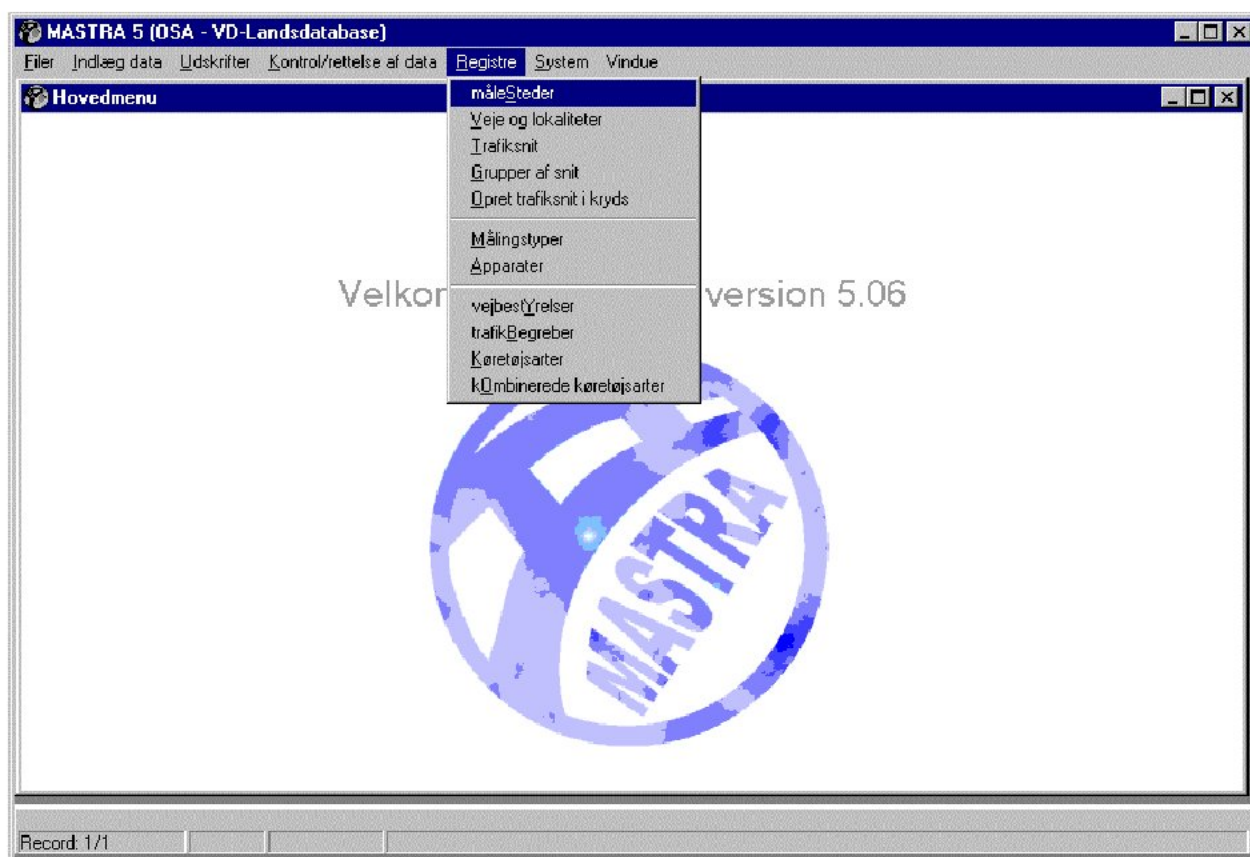 MASTRA 5 (OSA - VD-Landsdatabase)
Filer Indlæg data Udskrifter Kontrol/rettelse af data Registre System Vindue
Hovedmenu
måleSteder
Veje og lokaliteter
Trafiksnit
Grupper af snit
Opret trafiksnit i kryds
Målingstyper
Apparater
vejbestYrelser
trafikBegreber
Køretøjsarter
kOmbinerede køretøjsarter
version 5.06
MASTRA
Record: 1/1